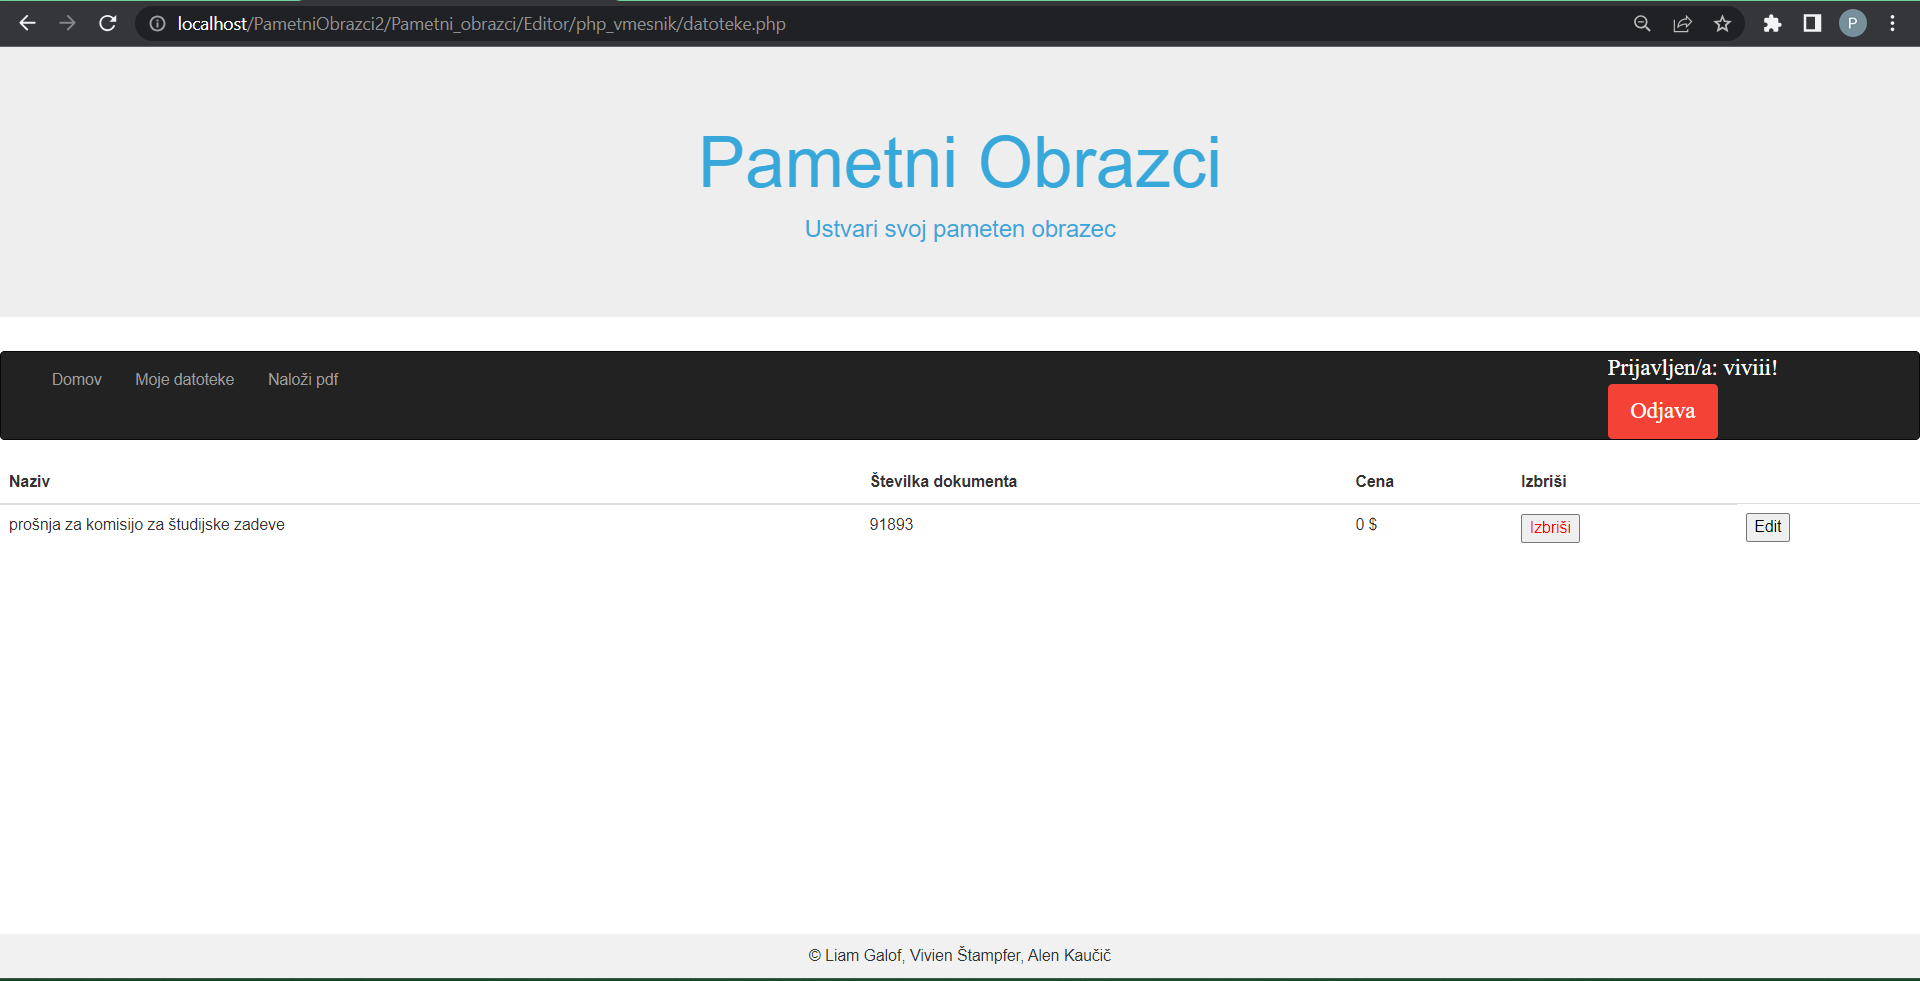 localhost/PametniObrazci2/Pametni_obrazci/Editor/php_vmesnik/datoteke.php
P
Pametni Obrazci
Ustvari svoj pameten obrazec
Domov Moje datoteke Naloži pdf
Prijavljen/a: viviii!
Odjava
Naziv Številka dokumenta Cena Izbriši
prošnja za komisijo za študijske zadeve 91893 0 $ Izbriši Edit
© Liam Galof, Vivien Štampfer, Alen Kaučič